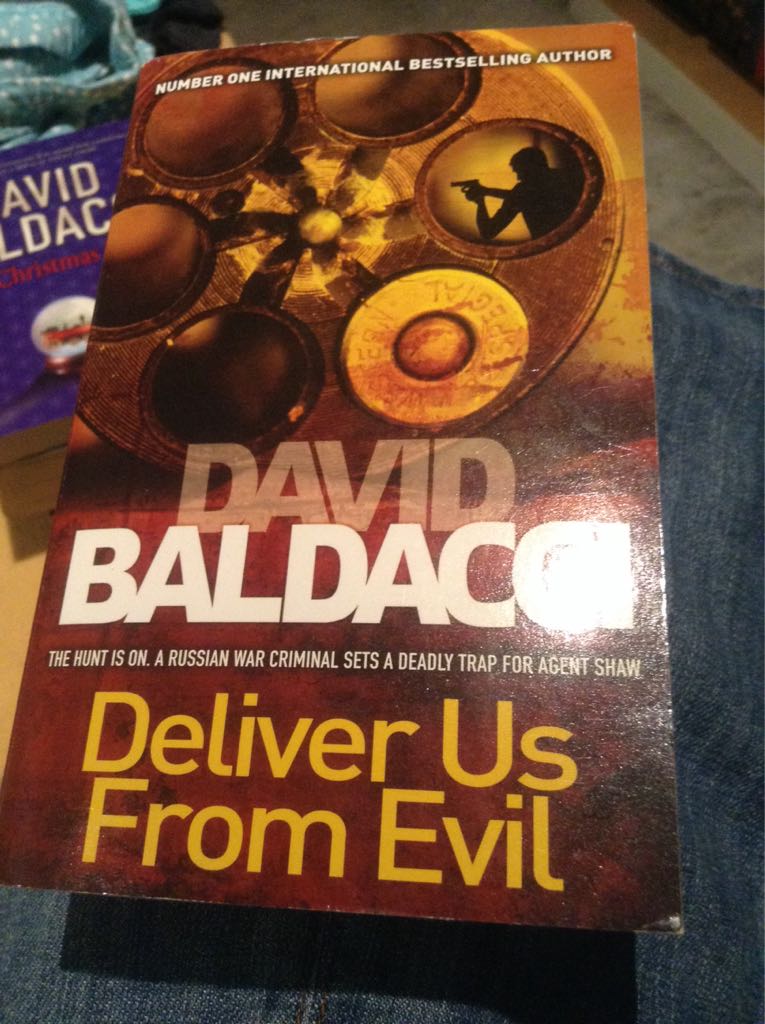 NUMBER ONE INTERNATIONAL BESTSELLING AUTHOR
SPECIAL
DAVID
BALDACCI
THE HUNT IS ON. A RUSSIAN WAR CRIMINAL SETS A DEADLY TRAP FOR AGENT SHAW
Deliver Us
From Evil
AVID
LDAC
Christmas